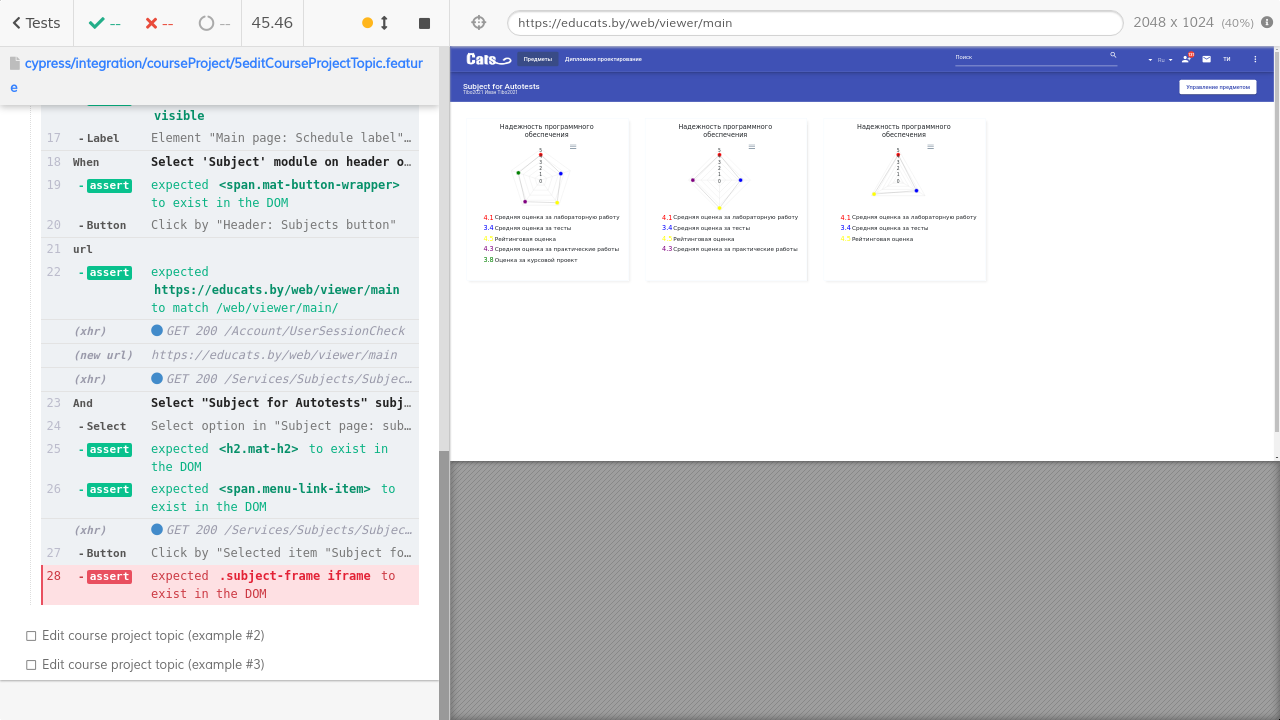 Tests
--
--
--
45.46
https://educats.by/web/viewer/main
2048 x 1024 (40%)
cypress/integration/courseProject/5editCourseProjectTopic.featur
e
visible
17 - Label Element "Main page: Schedule label"…
18 When Select 'Subject' module on header o…
19 - assert expected <span.mat-button-wrapper>
to exist in the DOM
20 - Button Click by "Header: Subjects button"
21 url
22 - assert expected
https://educats.by/web/viewer/main
to match /web/viewer/main/
(xhr) GET 200 /Account/UserSessionCheck
(new url) https://educats.by/web/viewer/main
(xhr) GET 200 /Services/Subjects/Subjec…
23 And Select "Subject for Autotests" subj…
24 - Select Select option in "Subject page: sub…
25 - assert expected <h2.mat-h2> to exist in
the DOM
26 - assert expected <span.menu-link-item> to
exist in the DOM
(xhr) GET 200 /Services/Subjects/Subjec…
27 - Button Click by "Selected item "Subject fo…
28 - assert expected .subject-frame iframe to
exist in the DOM
Edit course project topic (example #2)
Edit course project topic (example #3)
Cats
Предметы
Дипломное проектирование
Поиск
Ru
ТИ
Subject for Autotests
Управление предметом
Надежность программного
обеспечения
5
3
2
1
0
4.1 Средняя оценка за лабораторную работу
3.4 Средняя оценка за тесты
Рейтинговая оценка
4.3 Средняя оценка за практические работы
3.8 Оценка за курсовой проект
Надежность программного
обеспечения
5
3
2
1
0
4.1 Средняя оценка за лабораторную работу
3.4 Средняя оценка за тесты
Рейтинговая оценка
4.3 Средняя оценка за практические работы
Надежность программного
обеспечения
5
3
2
1
0
4.1 Средняя оценка за лабораторную работу
3.4 Средняя оценка за тесты
Рейтинговая оценка